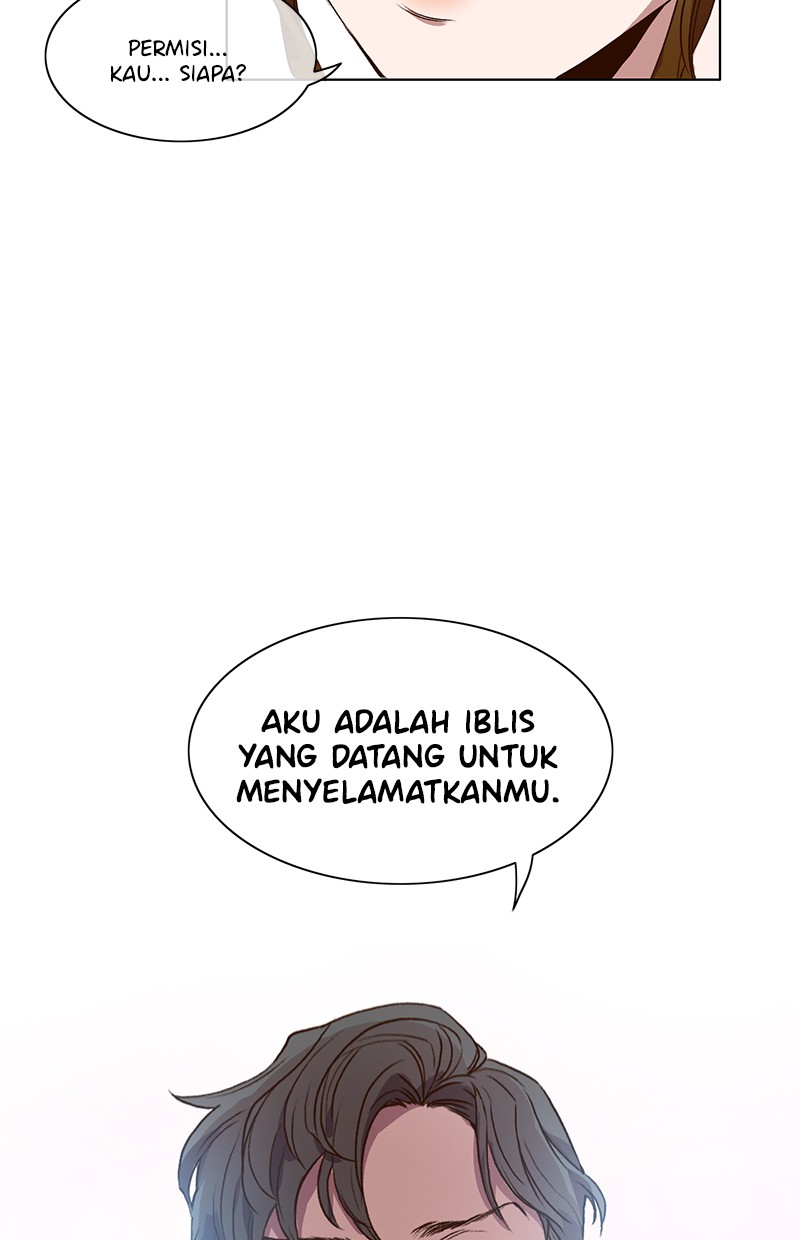 PERMISI...
KAU... SIAPA?
AKU ADALAH IBLIS
YANG DATANG UNTUK
MENYELAMATKANMU.